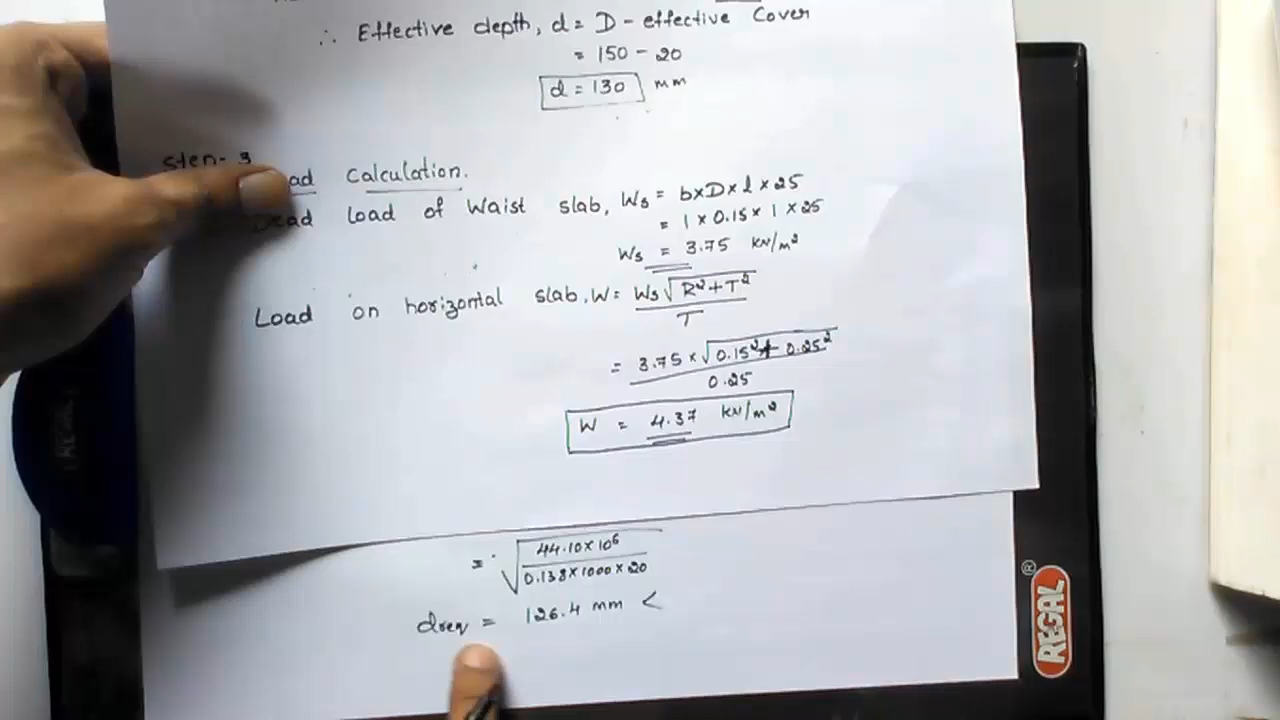 ∴ Effective depth, d = D - effective Cover
= 150 - 20
d = 130 mm
Step-3
Load Calculation.
Dead Load of Waist slab, Ws = b×D×l×25
= 1 × 0.15 × 1 × 25
Ws = 3.75 kN/m²
Load on horizontal slab, W = Ws√(R²+T²) / T
= 3.75 × √(0.15² + 0.25²) / 0.25
W = 4.37 kN/m²
= √(44.10×10⁶ / 0.138×1000×20)
dreq = 126.4 mm <
REGAL ®